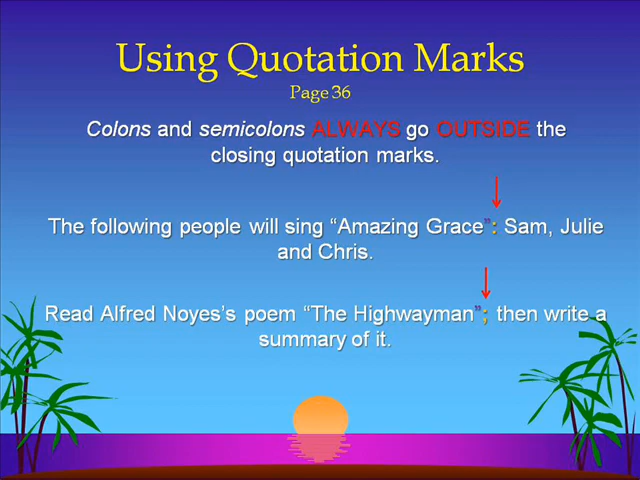 Using Quotation Marks
Page 36
Colons and semicolons ALWAYS go OUTSIDE the
closing quotation marks.
The following people will sing “Amazing Grace”: Sam, Julie
and Chris.
Read Alfred Noyes’s poem “The Highwayman”; then write a
summary of it.